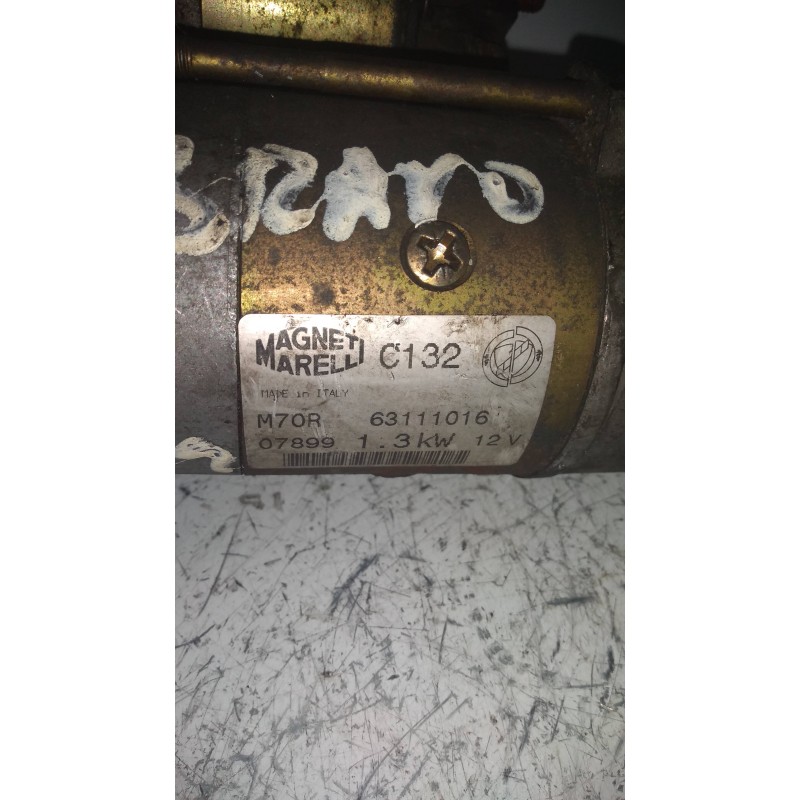 BRAVO
MAGNETI C132
MARELLI
MADE in ITALY
M70R 63111016
07899 1.3kW 12V